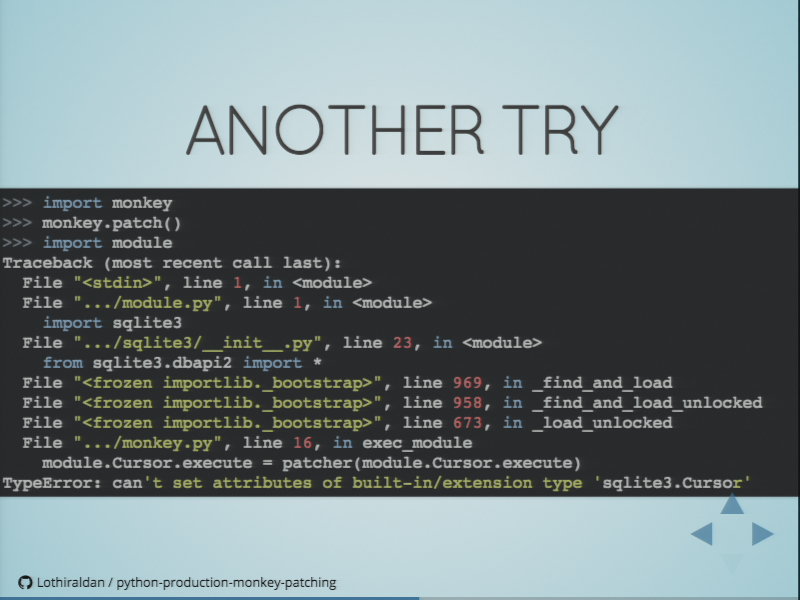 ANOTHER TRY
>>> import monkey
>>> monkey.patch()
>>> import module
Traceback (most recent call last):
  File "<stdin>", line 1, in <module>
  File ".../module.py", line 1, in <module>
    import sqlite3
  File ".../sqlite3/__init__.py", line 23, in <module>
    from sqlite3.dbapi2 import *
  File "<frozen importlib._bootstrap>", line 969, in _find_and_load
  File "<frozen importlib._bootstrap>", line 958, in _find_and_load_unlocked
  File "<frozen importlib._bootstrap>", line 673, in _load_unlocked
  File ".../monkey.py", line 16, in exec_module
    module.Cursor.execute = patcher(module.Cursor.execute)
TypeError: can't set attributes of built-in/extension type 'sqlite3.Cursor'
Lothiraldan / python-production-monkey-patching